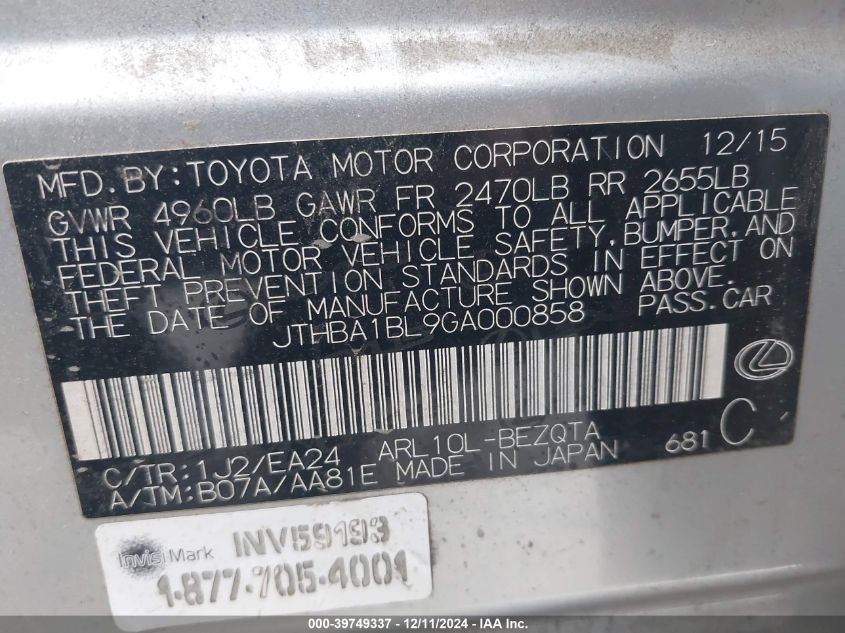 MFD. BY: TOYOTA MOTOR CORPORATION 12/15
GVWR 4960LB GAWR FR 2470LB RR 2655LB
THIS VEHICLE CONFORMS TO ALL APPLICABLE
FEDERAL MOTOR VEHICLE SAFETY, BUMPER, AND
THEFT PREVENTION STANDARDS IN EFFECT ON
THE DATE OF MANUFACTURE SHOWN ABOVE.
JTHBA1BL9GA000858 PASS. CAR
C/TR: 1J2/EA24 ARL10L-BEZQTA 681 C
A/TM: B07A/AA81E MADE IN JAPAN
InvisiMark INV59193
1-877-705-4001
000-39749337 - 12/11/2024 - IAA Inc.